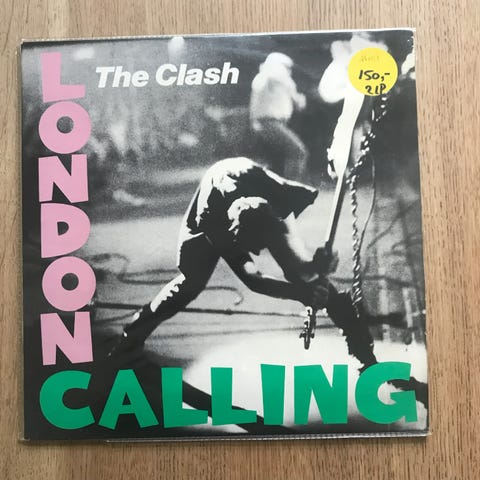 The Clash
LONDON
CALLING
150,-
2LP